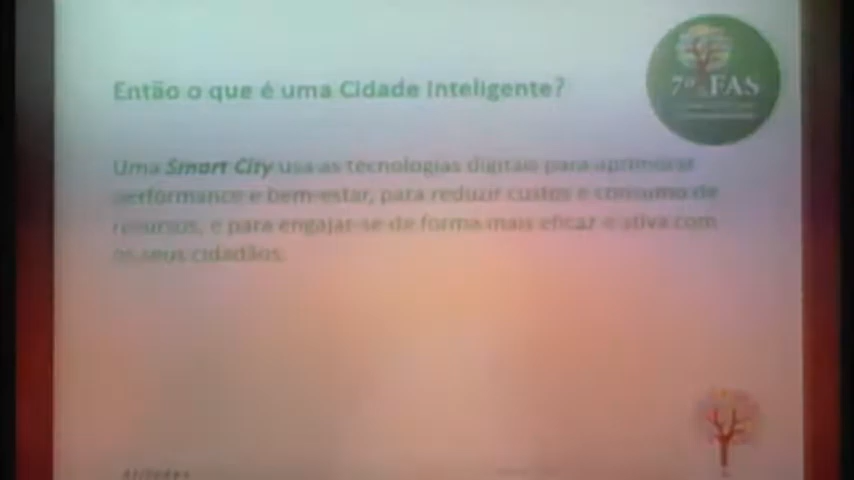 Então o que é uma Cidade Inteligente?
7º FAS
Uma Smart City usa as tecnologias digitais para aprimorar
performance e bem-estar, para reduzir custos e consumo de
recursos, e para engajar-se de forma mais eficaz e ativa com
os seus cidadãos.